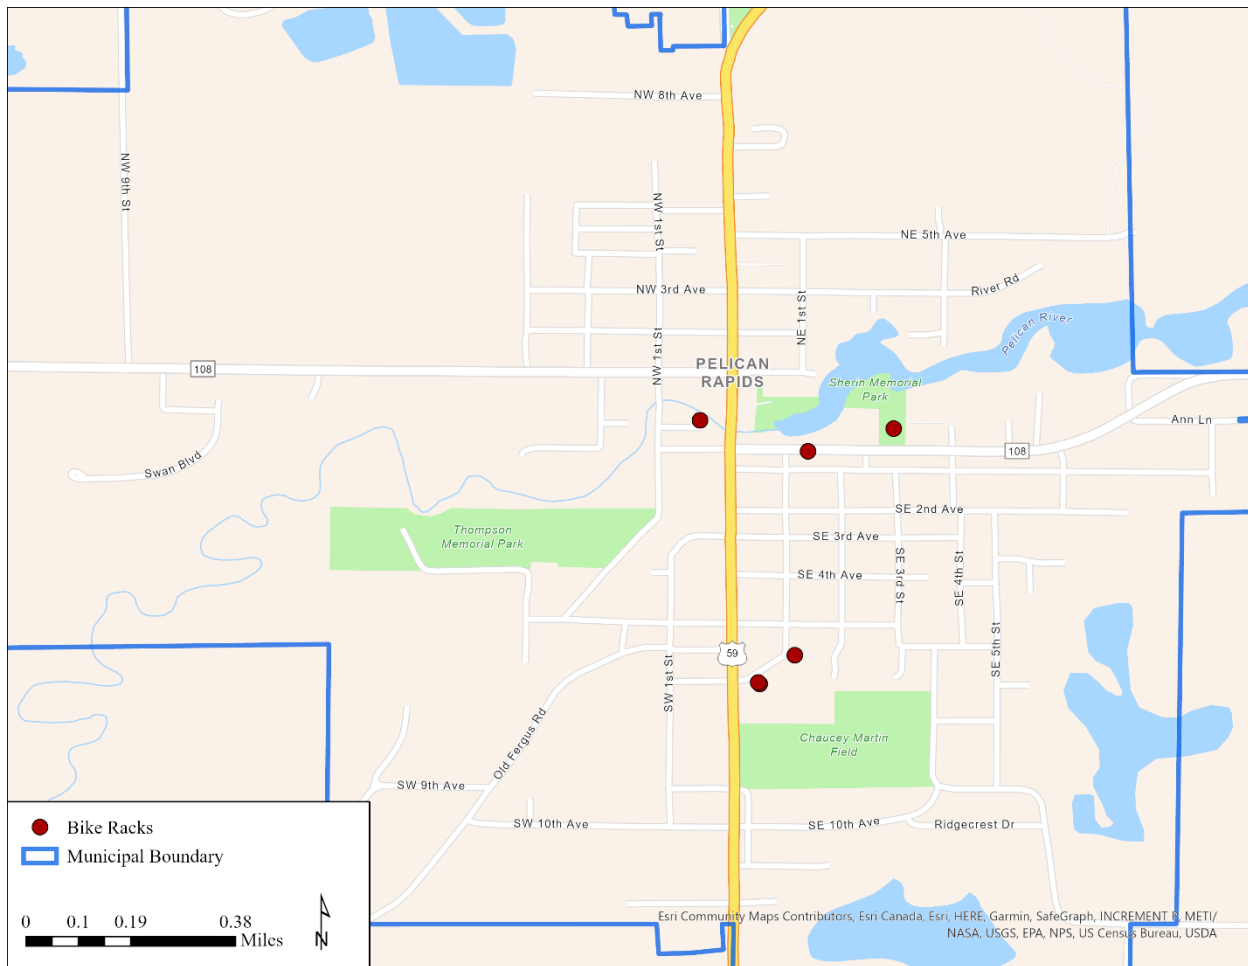 NW 8th Ave
NW 9th St
NW 1st St
NE 5th Ave
NW 3rd Ave
River Rd
NE 1st St
Pelican River
NW 1st St
108
PELICAN
RAPIDS
Sherin Memorial
Park
Ann Ln
108
Swan Blvd
SE 2nd Ave
Thompson
Memorial Park
SE 3rd Ave
SE 4th Ave
SE 3rd St
SE 4th St
SE 5th St
59
SW 1st St
Old Fergus Rd
Chaucey Martin
Field
SW 9th Ave
SW 10th Ave
SE 10th Ave
Ridgecrest Dr
Bike Racks
Municipal Boundary
0 0.1 0.19 0.38
Miles
N
Esri Community Maps Contributors, Esri Canada, Esri, HERE, Garmin, SafeGraph, INCREMENT P, METI/
NASA, USGS, EPA, NPS, US Census Bureau, USDA